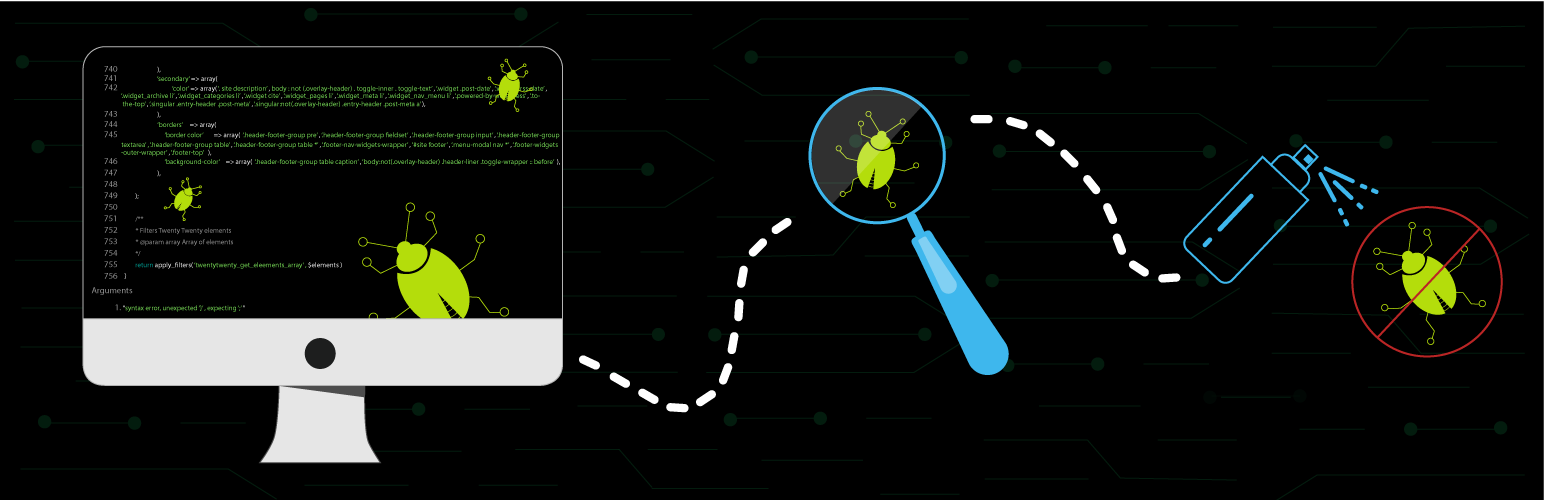 740 ),
741 'secondary' => array(
742 'color' => array('. site description', body : not (.overlay-header) . toggle-inner . toggle-text' , '.widget .post-date',
'.widget_archive li' ,'.widget_categories li' ,'.widget cite' ,'.widget_pages li' ,'.widget_meta li' ,'.widget_nav_menu li' ,'.powered-by- 'to-
the-top' ,'.singular .entry-header .post-meta' ,'.singular:not(.overlay-header) .entry-header .post-meta a'),
743 ),
744 'borders' => array(
745 'border color' => array( '.header-footer-group pre' ,'.header-footer-group fieldset' ,'.header-footer-group input' ,'.header-footer-group
textarea' ,'.header-footer-group table' ,'.header-footer-group table *' ,'.footer-nav-widgets-wrapper' ,'#site footer' ,'.menu-modal nav *' ,'.footer-widgets
-outer-wrapper' ,'.footer-top' ),
746 'background-color' => array( '.header-footer-group table caption' ,'body:not(.overlay-header) .header-liner .toggle-wrapper :: before' ),
747 ),
748
749 );
750
751 /**
752 * Filters Twenty Twenty elements
753 * @param array Array of elements
754 */
755 return apply_filters( 'twentytwenty_get_eleements_array', $elements )
756 }
Arguments
1. "syntax error, unexpected '}' , expecting ';' "